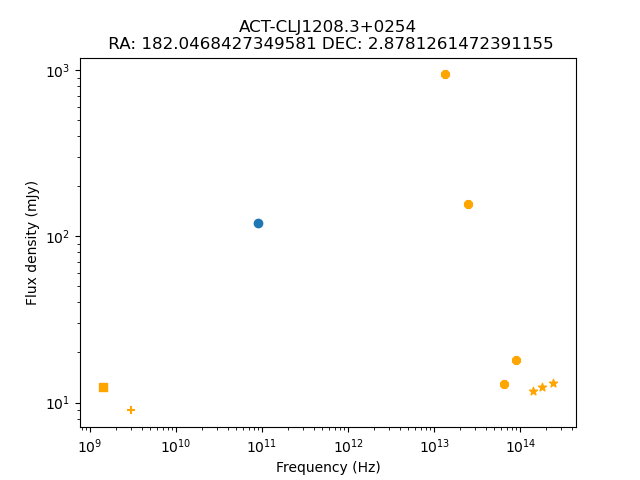 ACT-CLJ1208.3+0254
RA: 182.0468427349581 DEC: 2.8781261472391155
10³
10²
10¹
Flux density (mJy)
10⁹ 10¹⁰ 10¹¹ 10¹² 10¹³ 10¹⁴
Frequency (Hz)